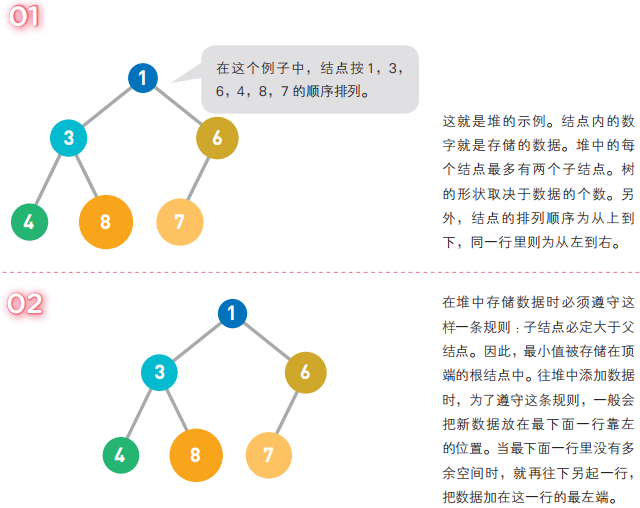 01
在这个例子中，结点按 1，3，
6，4，8，7 的顺序排列。
1
3
6
4
8
7
这就是堆的示例。结点内的数
字就是存储的数据。堆中的每
个结点最多有两个子结点。树
的形状取决于数据的个数。另
外，结点的排列顺序为从上到
下，同一行里则为从左到右。
02
1
3
6
4
8
7
在堆中存储数据时必须遵守这
样一条规则：子结点必定大于父
结点。因此，最小值被存储在顶
端的根结点中。往堆中添加数据
时，为了遵守这条规则，一般会
把新数据放在最下面一行靠左
的位置。当最下面一行里没有多
余空间时，就再往下另起一行，
把数据加在这一行的最左端。